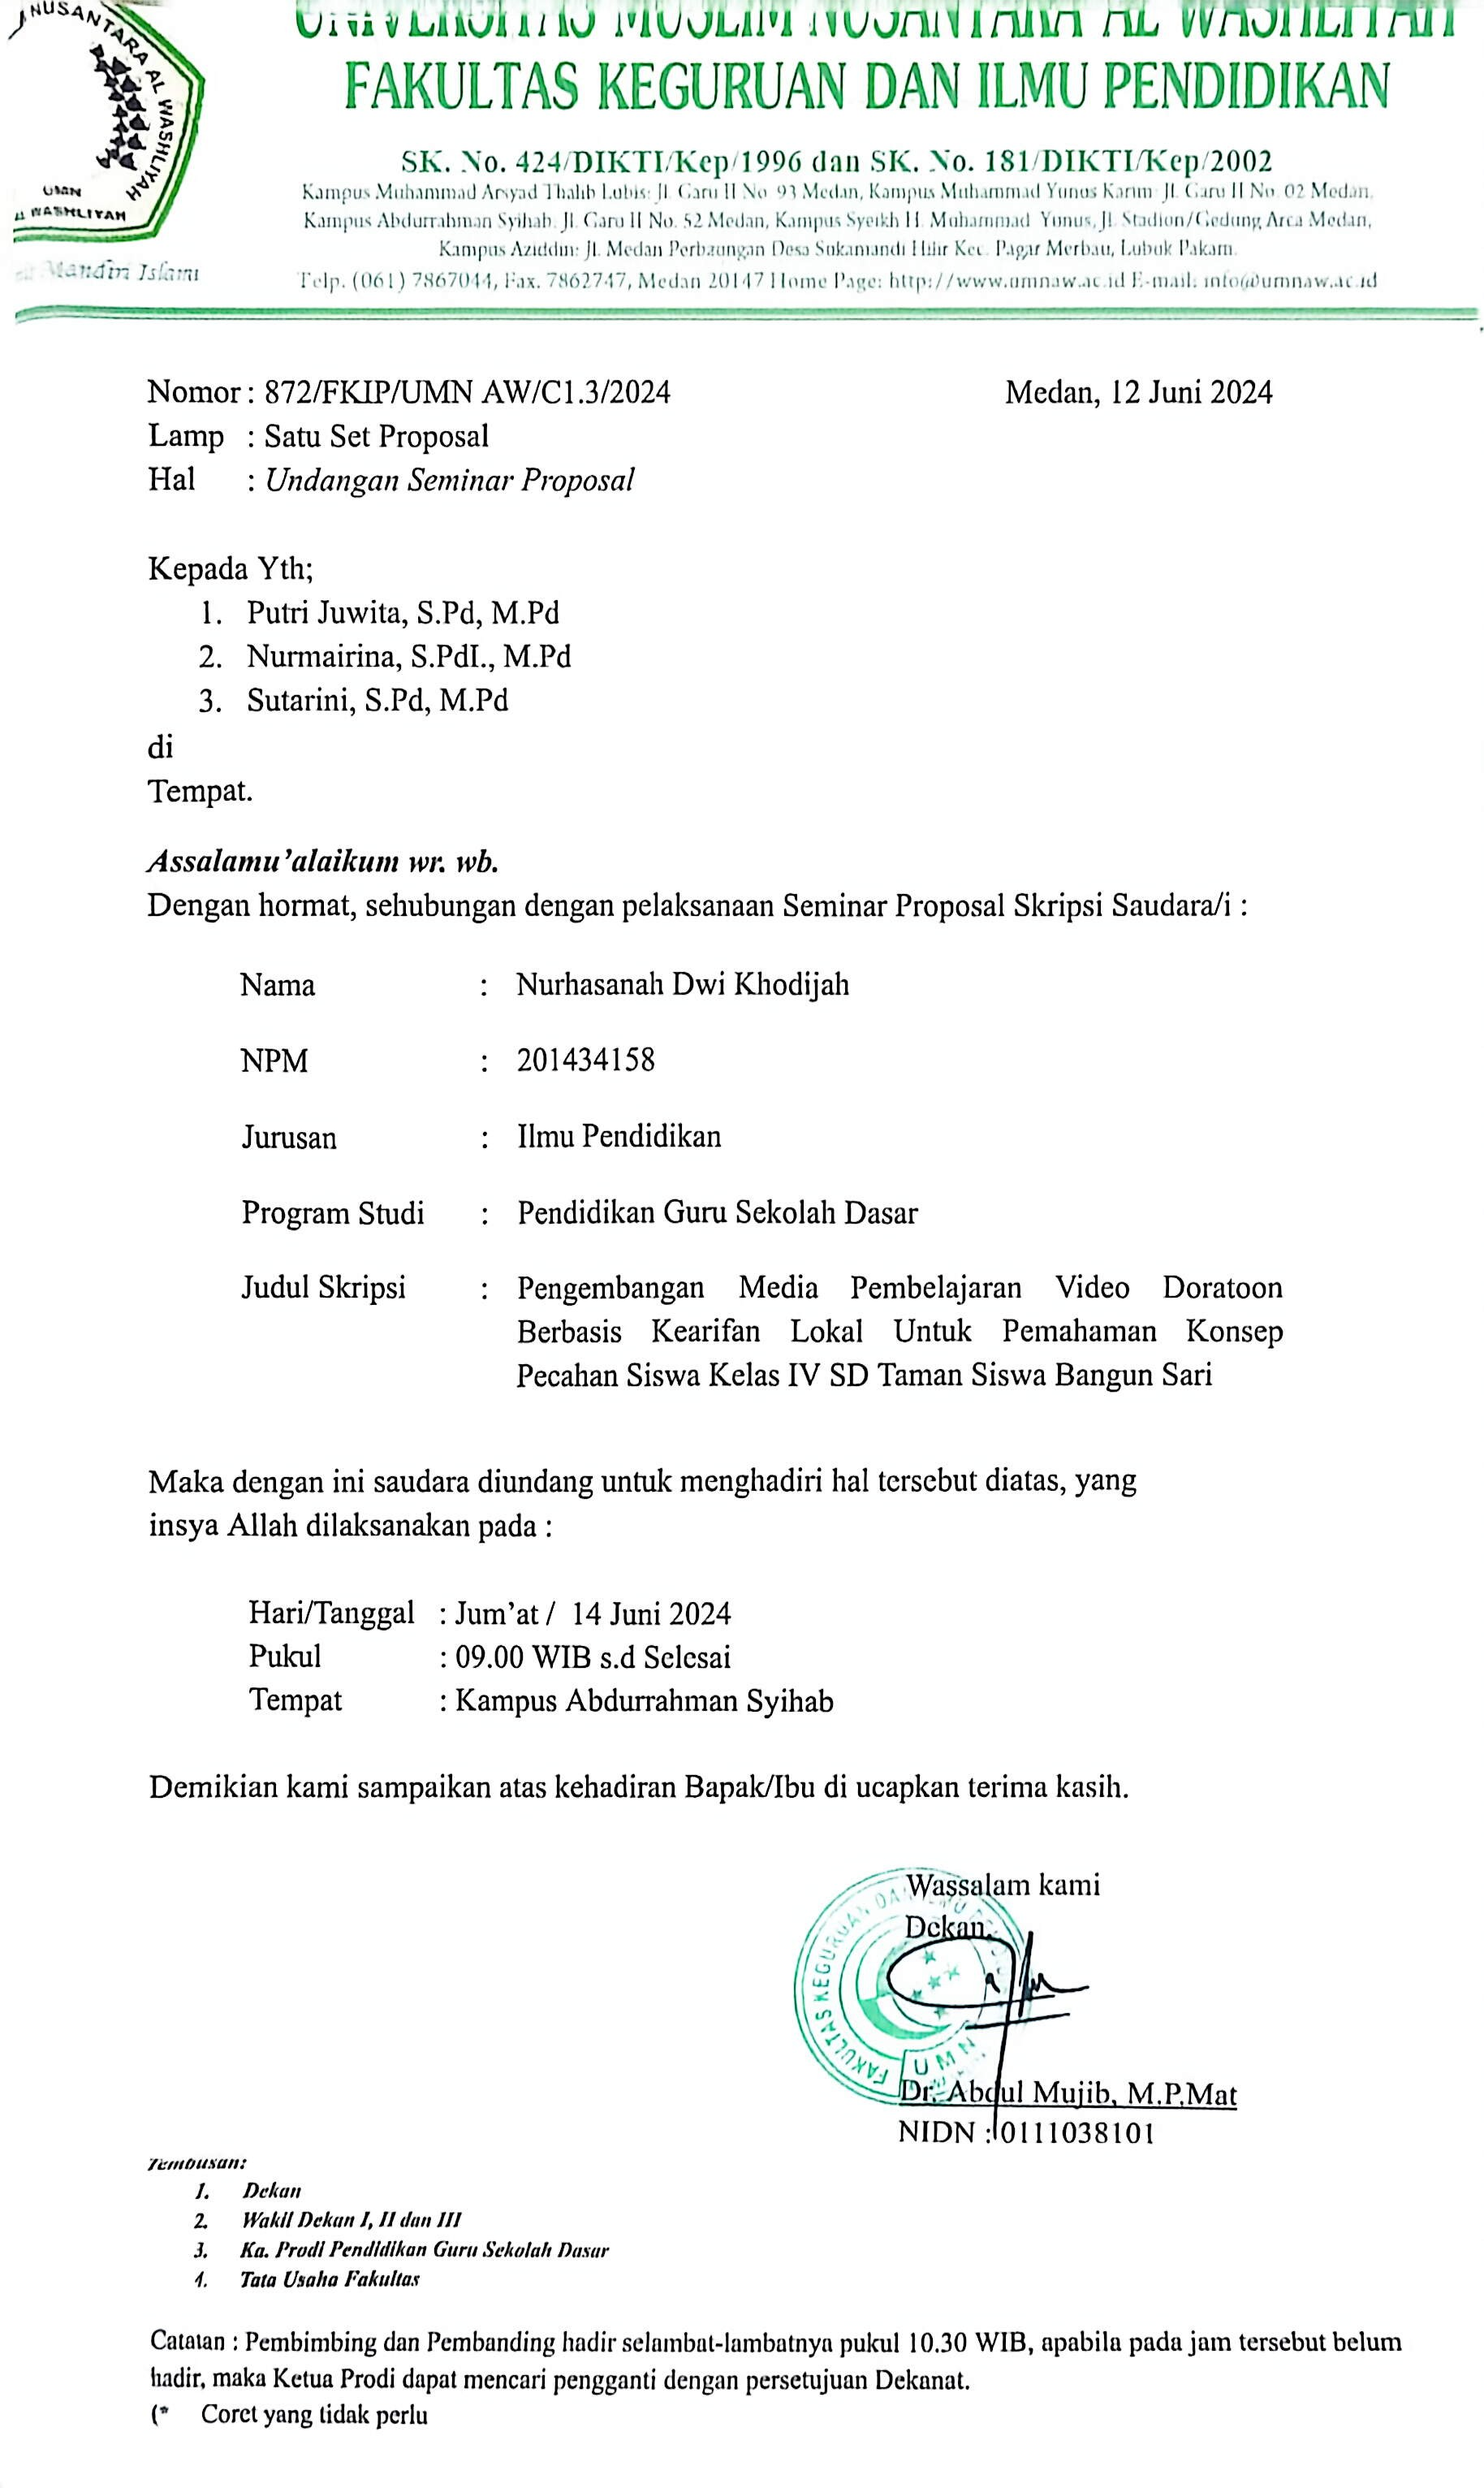 UNIVERSITAS MUSLIM NUSANTARA AL WASHLIYAH
FAKULTAS KEGURUAN DAN ILMU PENDIDIKAN
SK. No. 424/DIKTI/Kep/1996 dan SK. No. 181/DIKTI/Kep/2002
Kampus Muhammad Arsyad Thalib Lubis: Jl. Garu II No. 93 Medan, Kampus Muhammad Yunus Karim: Jl. Garu II No. 02 Medan,
Kampus Abdurrahman Syihab: Jl. Garu II No. 52 Medan, Kampus Syeikh H. Muhammad Yunus, Jl. Stadion/Gedung Arca Medan,
Kampus Aziddin: Jl. Medan Perbaungan Desa Sukamandi Hilir Kec. Pagar Merbau, Lubuk Pakam.
Telp. (061) 7867044, Fax. 7862747, Medan 20147 Home Page: http://www.umnaw.ac.id E-mail: info@umnaw.ac.id
NUSANTARA AL WASHLIYAH
UMN
WASHLIYAH
Mandiri Islami
Nomor : 872/FKIP/UMN AW/C1.3/2024 Medan, 12 Juni 2024
Lamp : Satu Set Proposal
Hal : Undangan Seminar Proposal
Kepada Yth;
1. Putri Juwita, S.Pd, M.Pd
2. Nurmairina, S.PdI., M.Pd
3. Sutarini, S.Pd, M.Pd
di
Tempat.
Assalamu'alaikum wr. wb.
Dengan hormat, sehubungan dengan pelaksanaan Seminar Proposal Skripsi Saudara/i :
Nama : Nurhasanah Dwi Khodijah
NPM : 201434158
Jurusan : Ilmu Pendidikan
Program Studi : Pendidikan Guru Sekolah Dasar
Judul Skripsi : Pengembangan Media Pembelajaran Video Doratoon
Berbasis Kearifan Lokal Untuk Pemahaman Konsep
Pecahan Siswa Kelas IV SD Taman Siswa Bangun Sari
Maka dengan ini saudara diundang untuk menghadiri hal tersebut diatas, yang
insya Allah dilaksanakan pada :
Hari/Tanggal : Jum'at / 14 Juni 2024
Pukul : 09.00 WIB s.d Selesai
Tempat : Kampus Abdurrahman Syihab
Demikian kami sampaikan atas kehadiran Bapak/Ibu di ucapkan terima kasih.
Wassalam kami
Dekan,
FAKULTAS KEGURUAN DAN ILMU
UMN
Dr. Abdul Mujib, M.P.Mat
NIDN : 0111038101
Tembusan:
1. Dekan
2. Wakil Dekan I, II dan III
3. Ka. Prodi Pendidikan Guru Sekolah Dasar
4. Tata Usaha Fakultas
Catatan : Pembimbing dan Pembanding hadir selambat-lambatnya pukul 10.30 WIB, apabila pada jam tersebut belum
hadir, maka Ketua Prodi dapat mencari pengganti dengan persetujuan Dekanat.
(* Coret yang tidak perlu